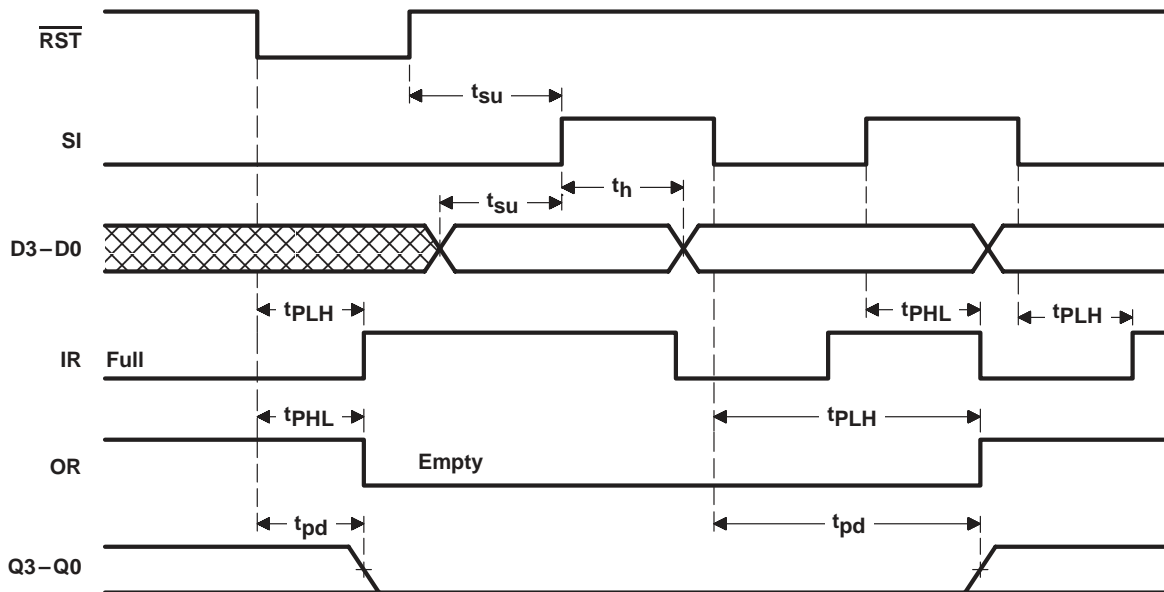 RST
tsu
SI
th
tsu
D3–D0
tPLH
tPHL
tPLH
IR Full
tPHL
tPLH
OR
Empty
tpd
tpd
Q3–Q0